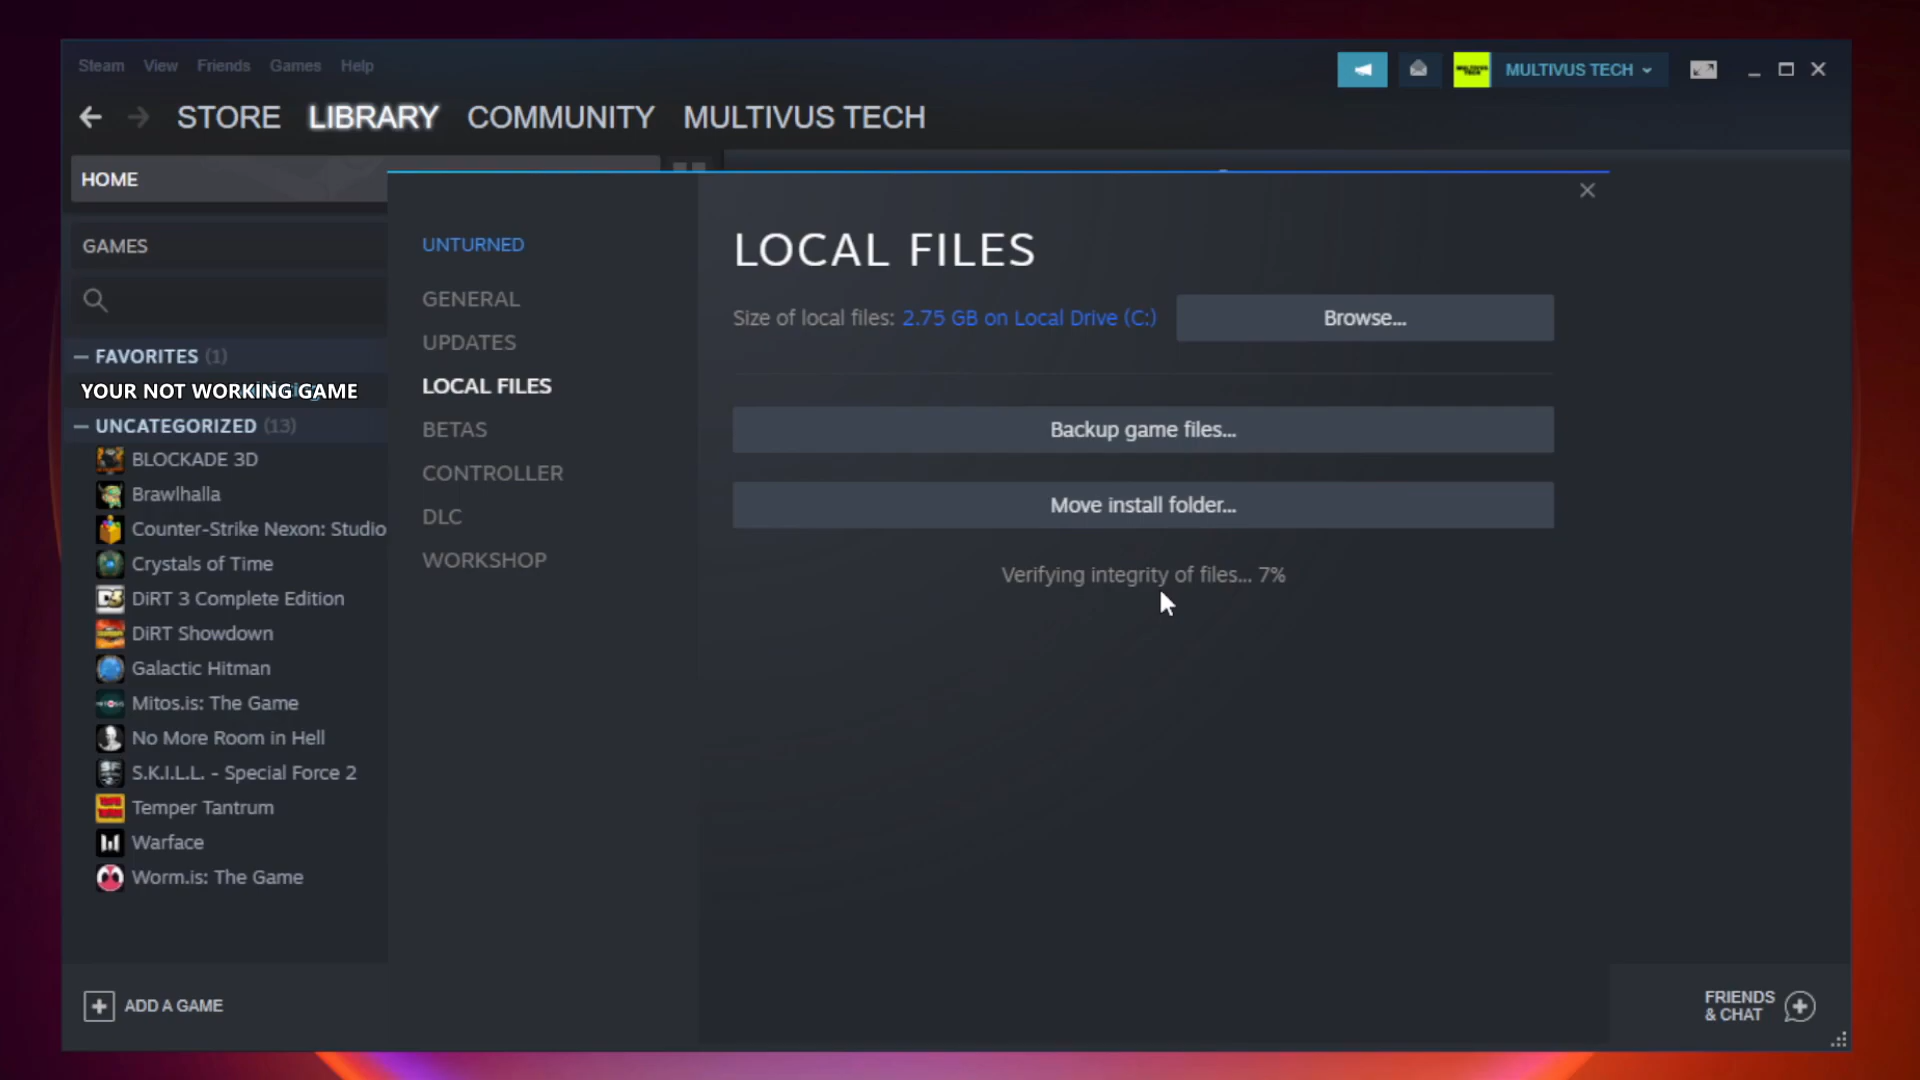 Steam View Friends Games Help
MULTIVUS TECH
STORE LIBRARY COMMUNITY MULTIVUS TECH
HOME
GAMES
— FAVORITES (1)
YOUR NOT WORKING GAME
— UNCATEGORIZED (13)
BLOCKADE 3D
Brawlhalla
Counter-Strike Nexon: Studio
Crystals of Time
DiRT 3 Complete Edition
DiRT Showdown
Galactic Hitman
Mitos.is: The Game
No More Room in Hell
S.K.I.L.L. - Special Force 2
Temper Tantrum
Warface
Worm.is: The Game
ADD A GAME
UNTURNED
GENERAL
UPDATES
LOCAL FILES
BETAS
CONTROLLER
DLC
WORKSHOP
LOCAL FILES
Size of local files: 2.75 GB on Local Drive (C:) Browse...
Backup game files...
Move install folder...
Verifying integrity of files... 7%
FRIENDS
& CHAT